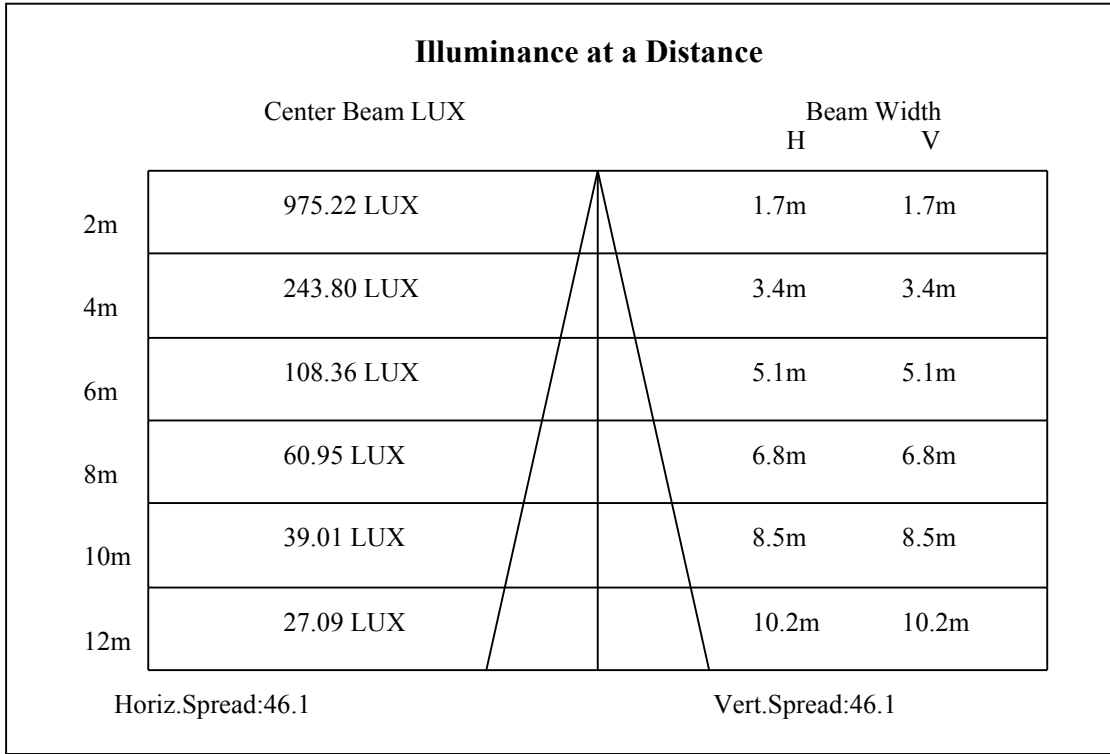 Illuminance at a Distance
Center Beam LUX Beam Width
H V
2m 975.22 LUX 1.7m 1.7m
4m 243.80 LUX 3.4m 3.4m
6m 108.36 LUX 5.1m 5.1m
8m 60.95 LUX 6.8m 6.8m
10m 39.01 LUX 8.5m 8.5m
12m 27.09 LUX 10.2m 10.2m
Horiz.Spread:46.1 Vert.Spread:46.1